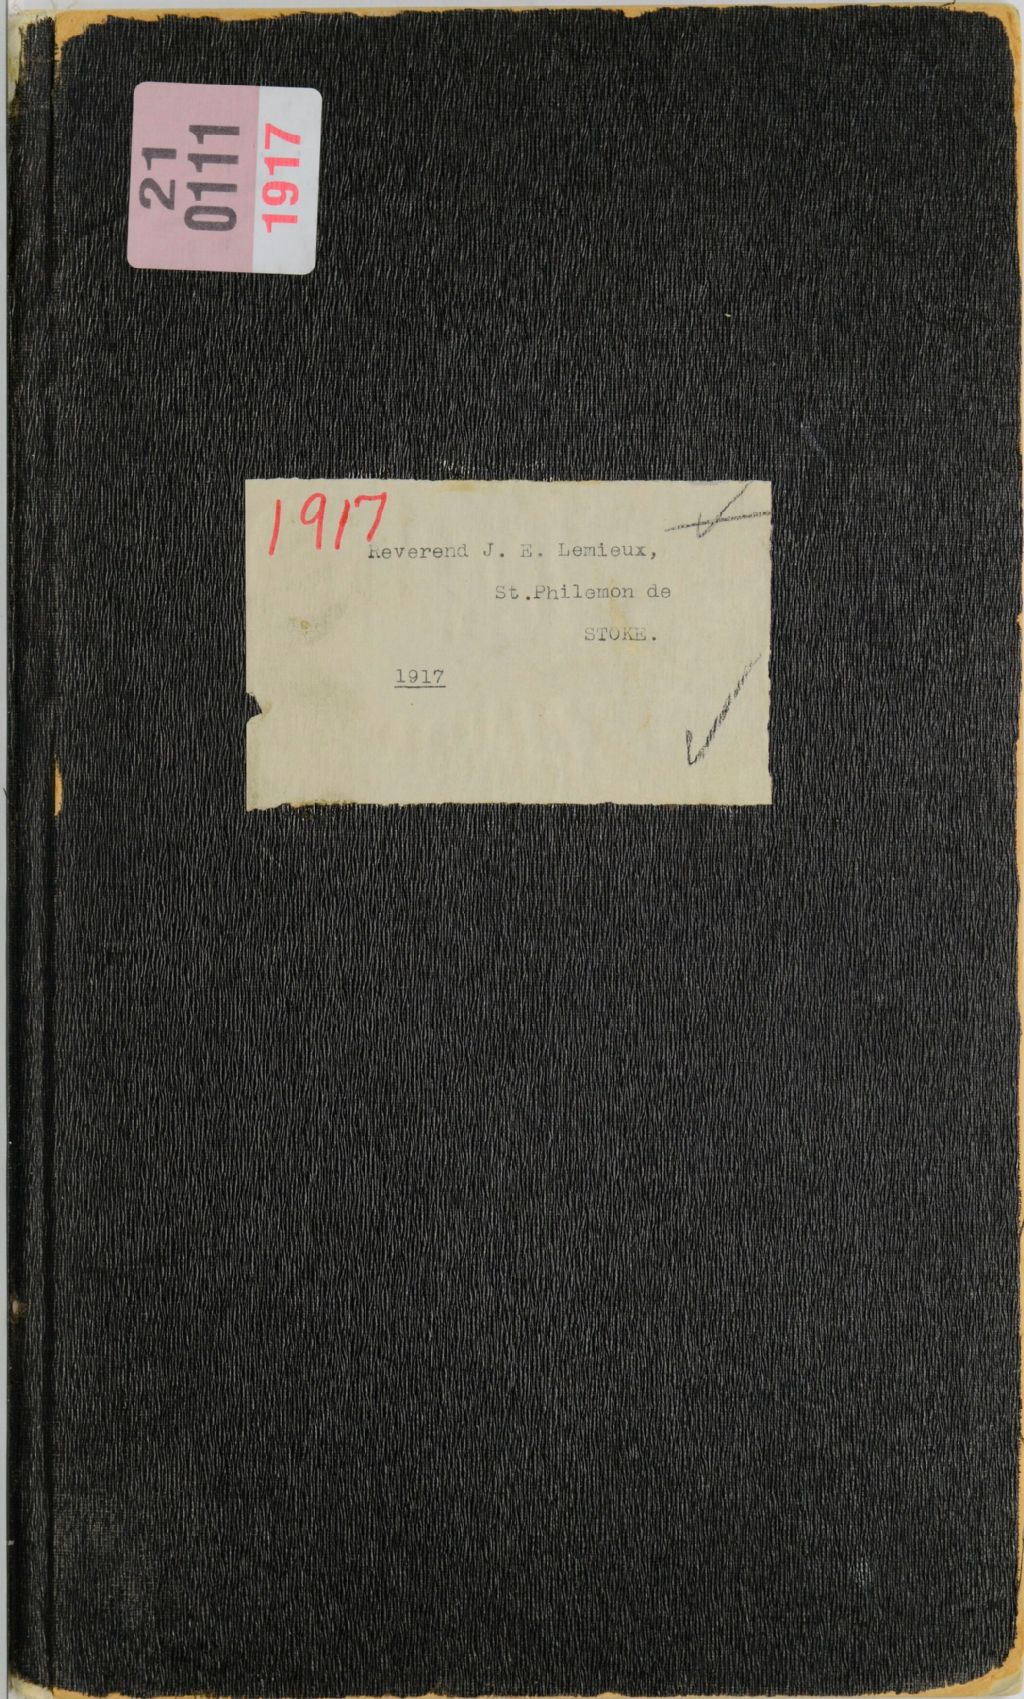 21
0111
1917
1917
Reverend J. E. Lemieux,
St.Philemon de
STOKE.
1917